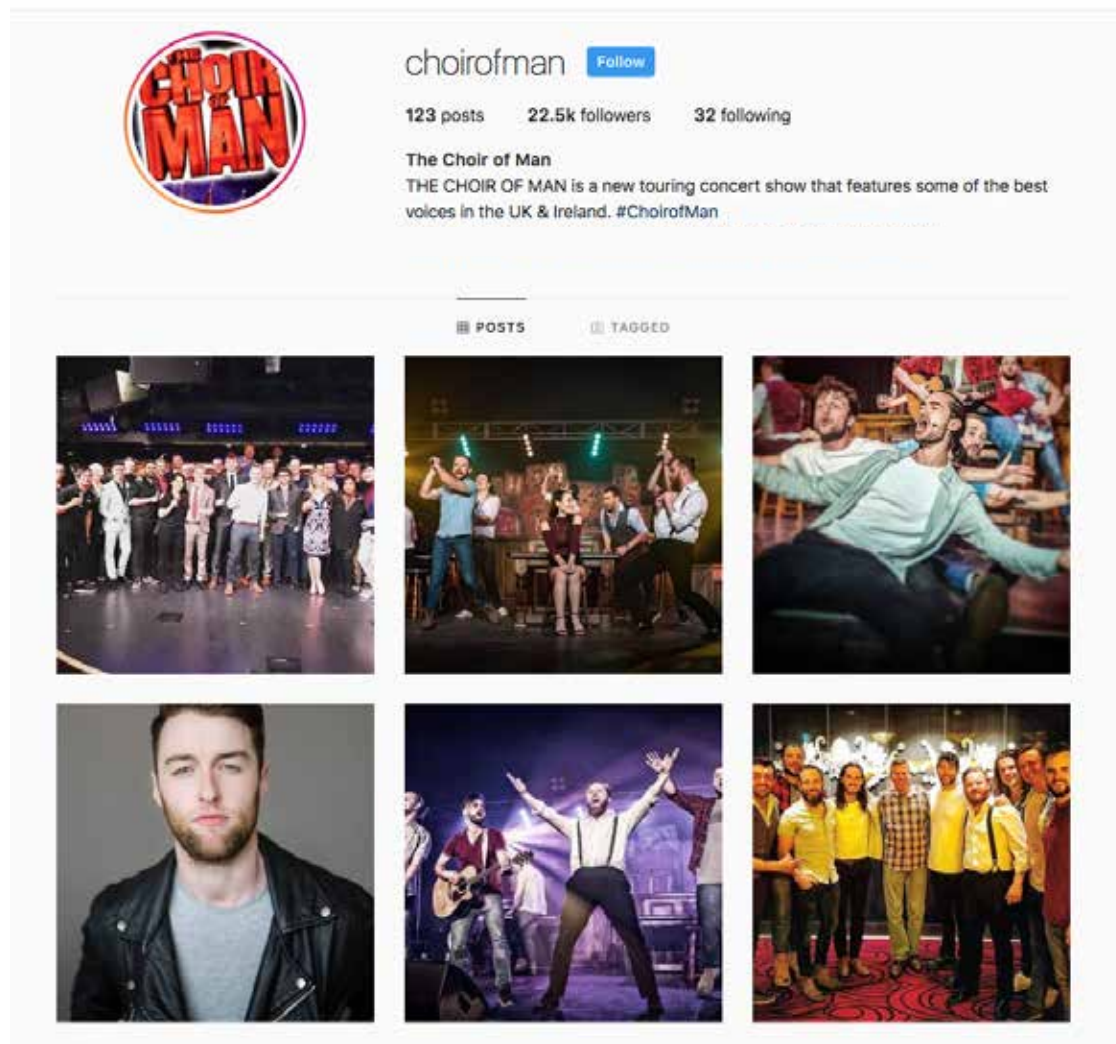 THE
CHOIR
OF
MAN
choirofman Follow
123 posts 22.5k followers 32 following
The Choir of Man
THE CHOIR OF MAN is a new touring concert show that features some of the best
voices in the UK & Ireland. #ChoirofMan
POSTS TAGGED